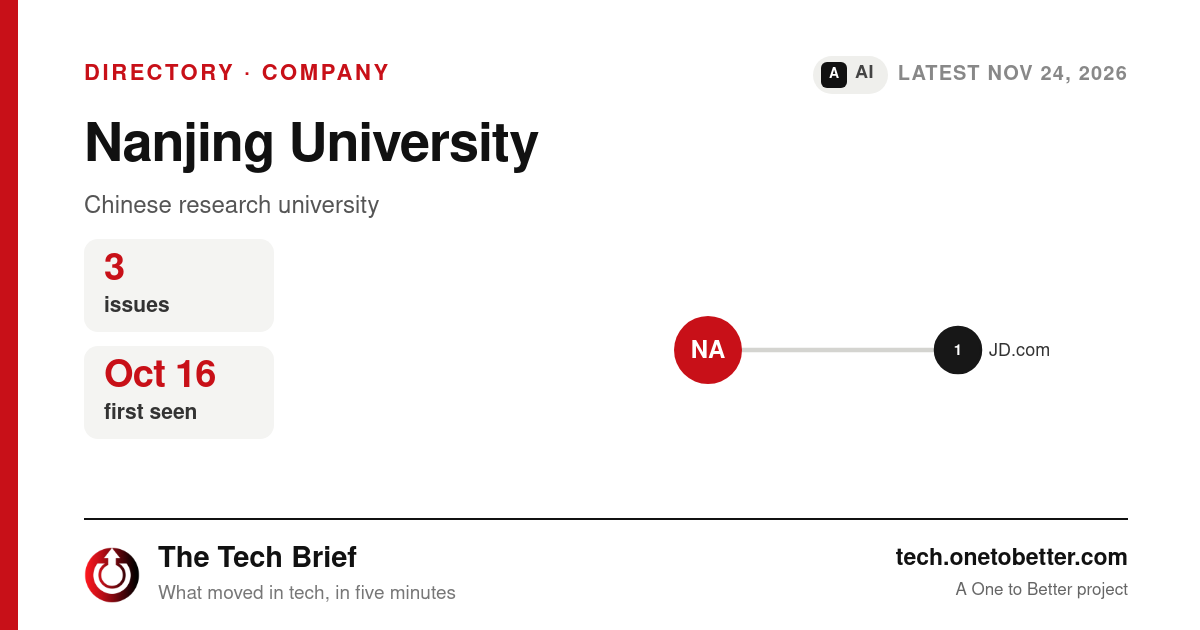 DIRECTORY · COMPANY
A AI LATEST NOV 24, 2026
Nanjing University
Chinese research university
3
issues
Oct 16
first seen
NA
1 JD.com
The Tech Brief
What moved in tech, in five minutes
tech.onetobetter.com
A One to Better project